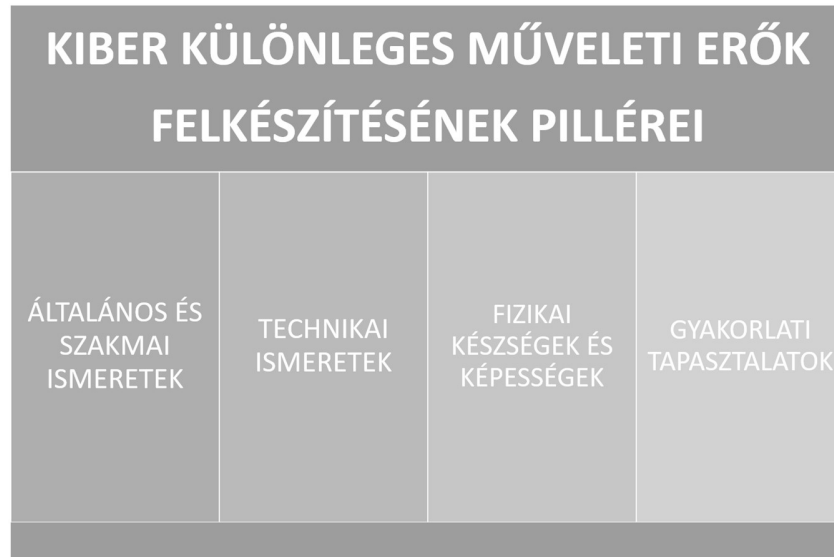 KIBER KÜLÖNLEGES MŰVELETI ERŐK
FELKÉSZÍTÉSÉNEK PILLÉREI
ÁLTALÁNOS ÉS
SZAKMAI
ISMERETEK
TECHNIKAI
ISMERETEK
FIZIKAI
KÉSZSÉGEK ÉS
KÉPESSÉGEK
GYAKORLATI
TAPASZTALATOK